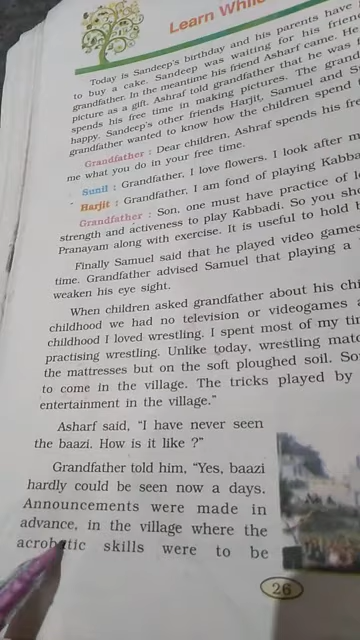 Learn While
Today is Sandeep's birthday and his parents have
to buy a cake. Sandeep was waiting for his
grandfather. In the meantime his friend Asharf came. He
picture as a gift. Ashraf told grandfather that he was
spends his free time in making pictures. The
happy. Sandeep's other friends Harjit, Samuel and
grandfather wanted to know how the children spend
Grandfather : Dear children, Ashraf spends his
me what you do in your free time.
Sunil : Grandfather, I love flowers. I look after
Harjit : Grandfather, I am fond of playing
Grandfather : Son, one must have practice of
strength and activeness to play Kabbadi. So you
Pranayam along with exercise. It is useful to hold
Finally Samuel said that he played video games
time. Grandfather advised Samuel that playing a
weaken his eye sight.
When children asked grandfather about his
childhood we had no television or videogames
childhood I loved wrestling. I spent most of my
practising wrestling. Unlike today, wrestling
the mattresses but on the soft ploughed soil.
to come in the village. The tricks played by
entertainment in the village."
Asharf said, "I have never seen
the baazi. How is it like ?"
Grandfather told him, "Yes, baazi
hardly could be seen now a days.
Announcements were made in
advance, in the village where the
acrobatic skills were to be
26